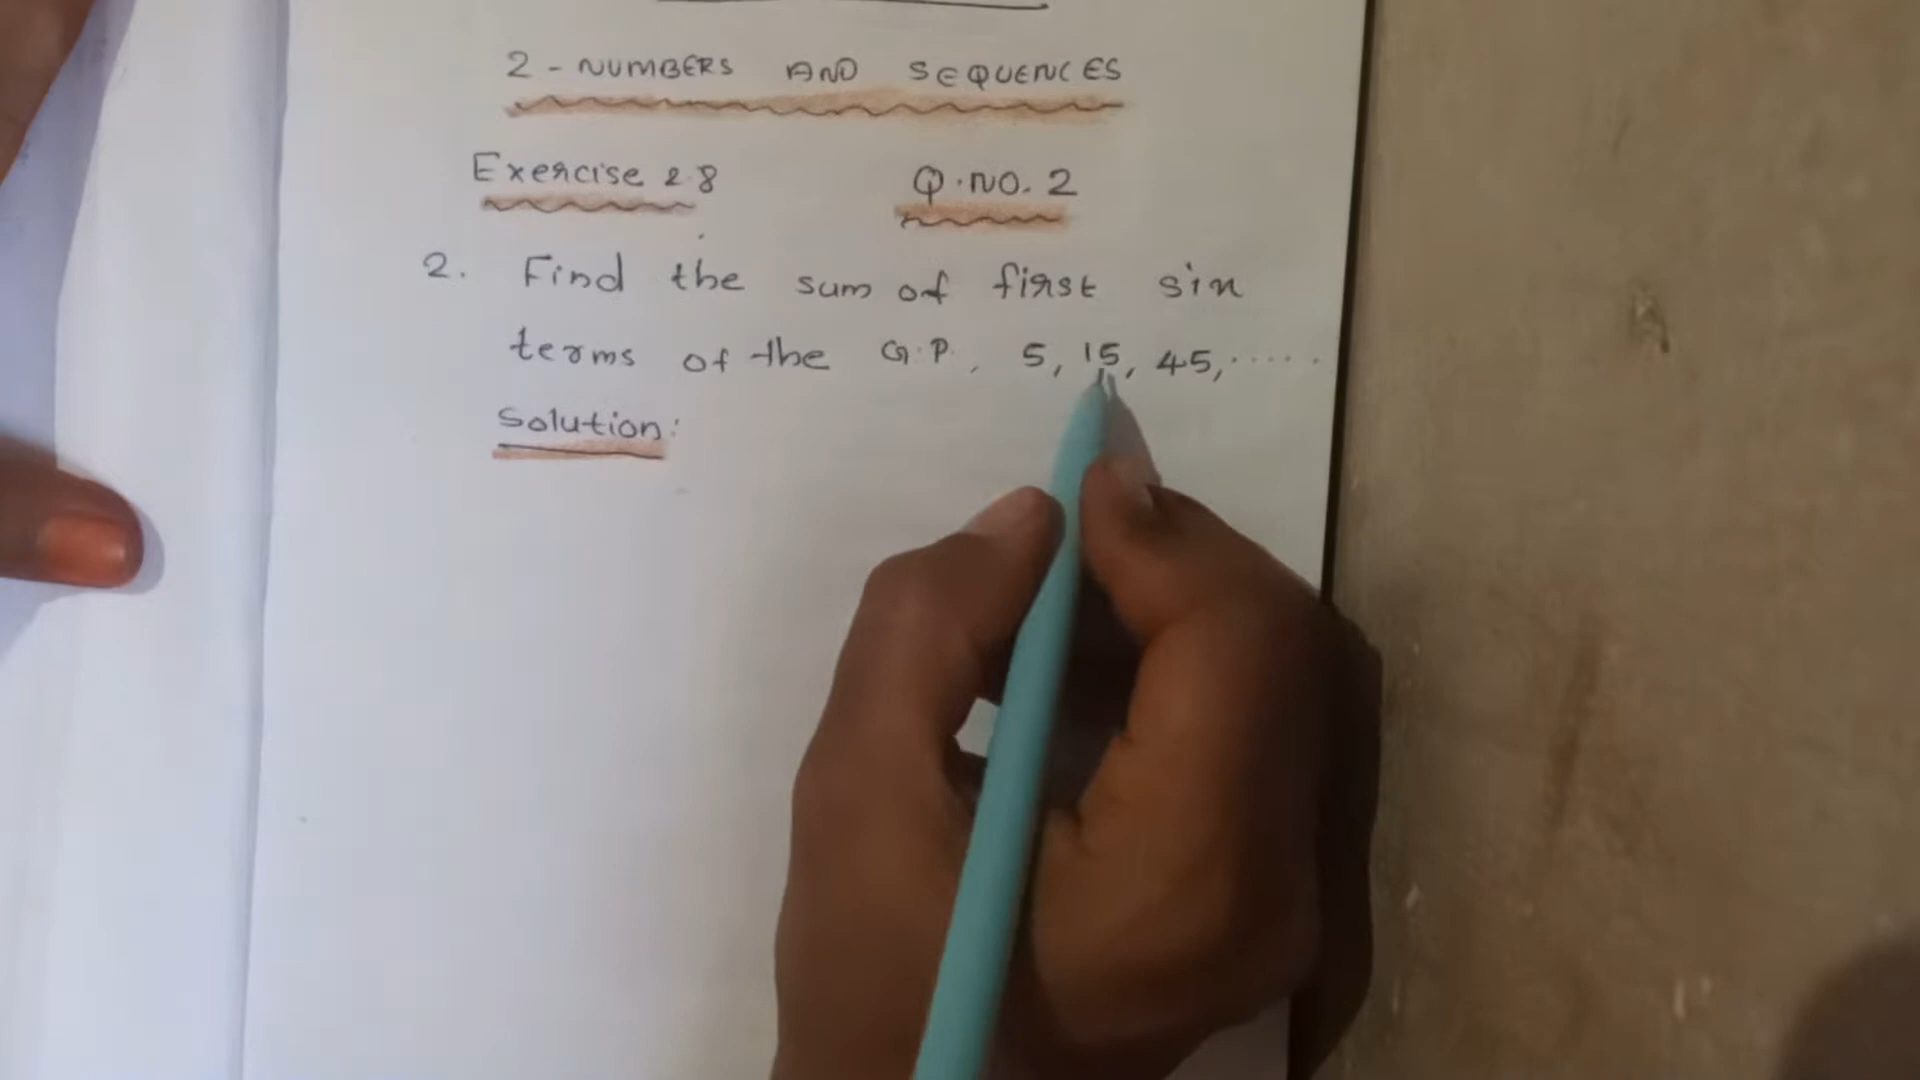 2 - NUMBERS AND SEQUENCES
Exercise 2.8 Q.NO. 2
2. Find the sum of first six
terms of the G.P. , 5, 15, 45, .....
Solution: